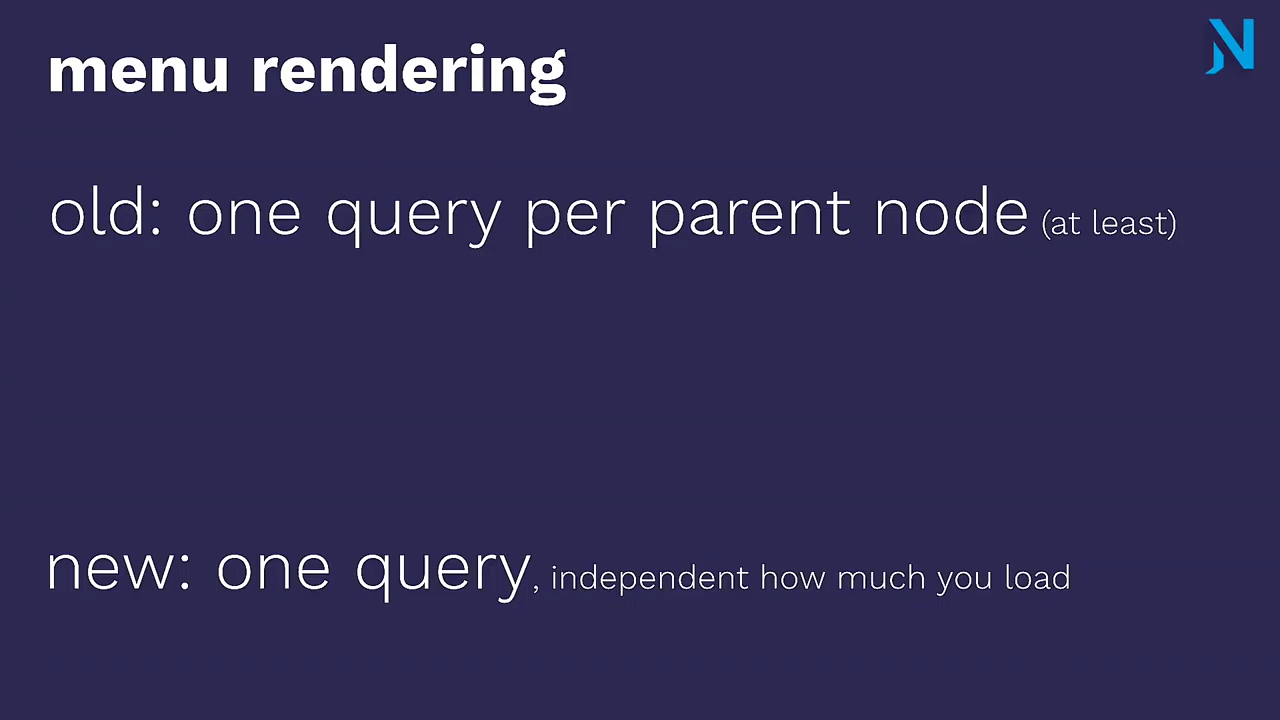 menu rendering
old: one query per parent node (at least)
new: one query, independent how much you load